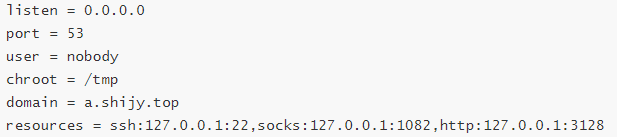 listen = 0.0.0.0
port = 53
user = nobody
chroot = /tmp
domain = a.shijy.top
resources = ssh:127.0.0.1:22,socks:127.0.0.1:1082,http:127.0.0.1:3128